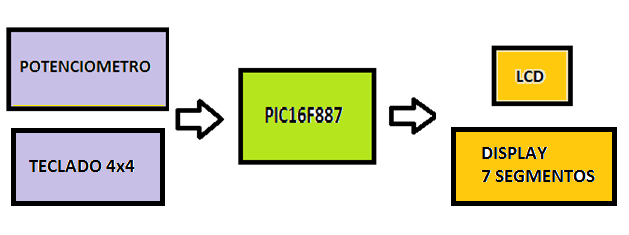 POTENCIOMETRO
TECLADO 4x4
PIC16F887
LCD
DISPLAY
7 SEGMENTOS